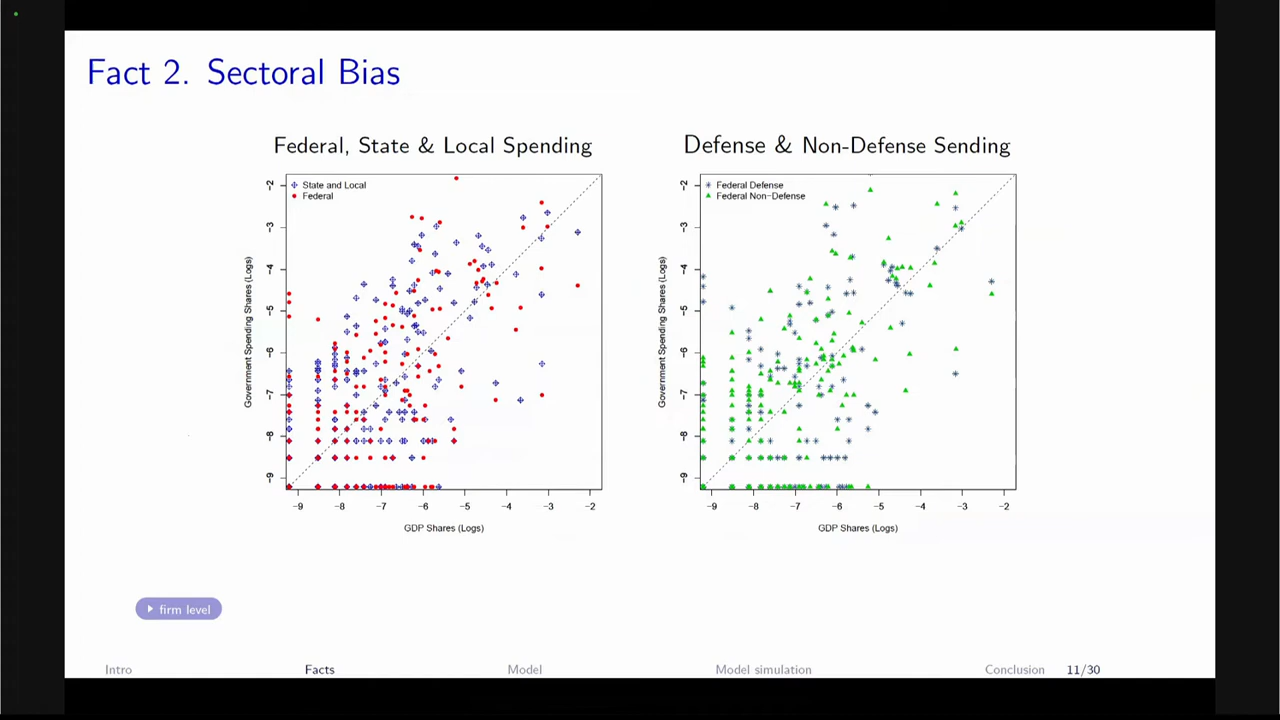 Fact 2. Sectoral Bias
Federal, State & Local Spending
State and Local
Federal
Government Spending Shares (Logs)
-2
-3
-4
-5
-6
-7
-8
-9
-9 -8 -7 -6 -5 -4 -3 -2
GDP Shares (Logs)
Defense & Non-Defense Sending
Federal Defense
Federal Non-Defense
Government Spending Shares (Logs)
-2
-3
-4
-5
-6
-7
-8
-9
-9 -8 -7 -6 -5 -4 -3 -2
GDP Shares (Logs)
firm level
Intro Facts Model Model simulation Conclusion 11/30